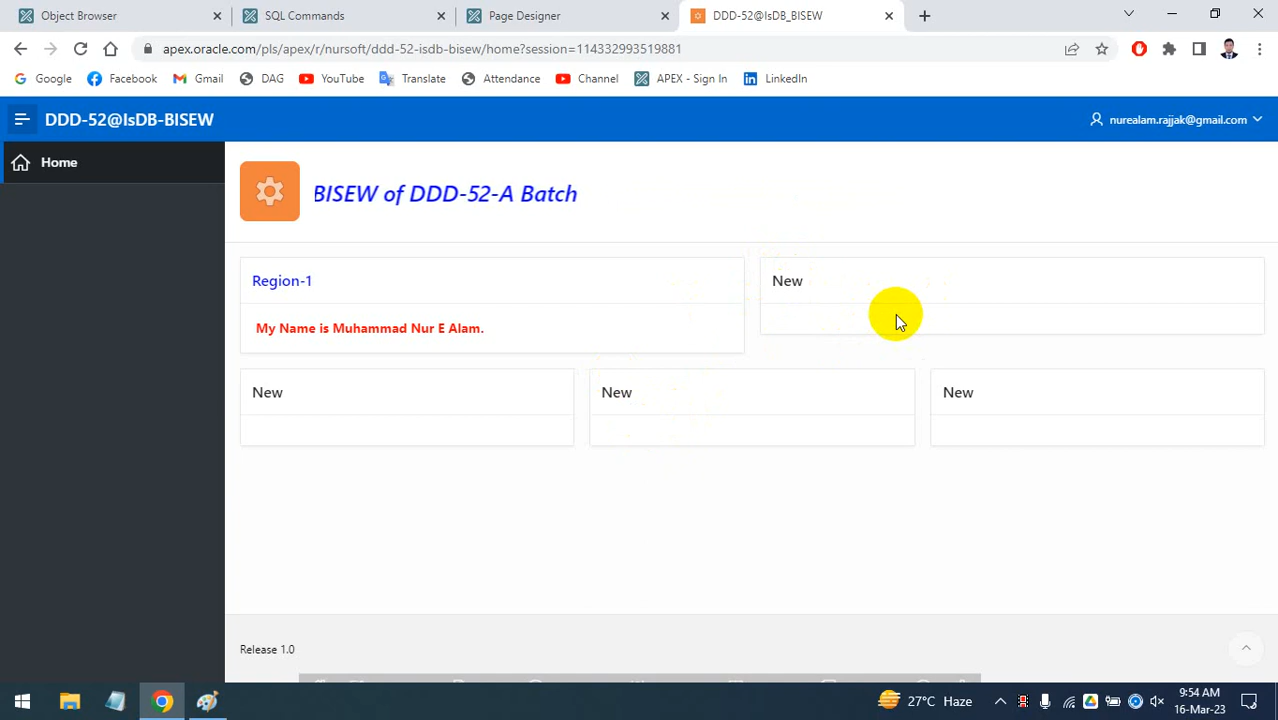 Object Browser
SQL Commands
Page Designer
DDD-52@IsDB_BISEW
apex.oracle.com/pls/apex/r/nursoft/ddd-52-isdb-bisew/home?session=114332993519881
Google
Facebook
Gmail
DAG
YouTube
Translate
Attendance
Channel
APEX - Sign In
LinkedIn
DDD-52@IsDB-BISEW
nurealam.rajjak@gmail.com
Home
BISEW of DDD-52-A Batch
Region-1
New
My Name is Muhammad Nur E Alam.
New
New
New
Release 1.0
27°C Haze
9:54 AM
16-Mar-23